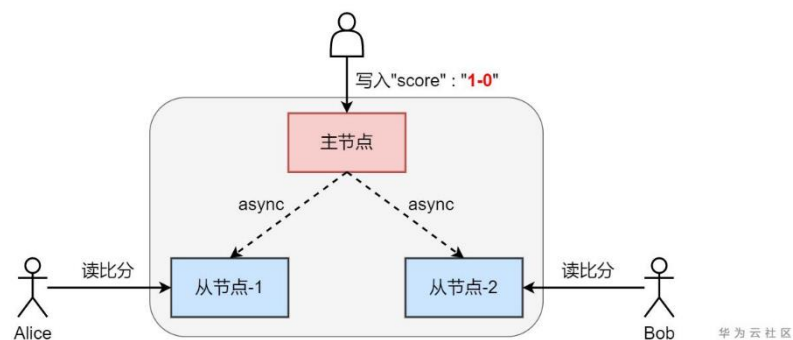 写入"score" : "1-0"
主节点
async
async
读比分
从节点-1
从节点-2
读比分
Alice
Bob
华为云社区